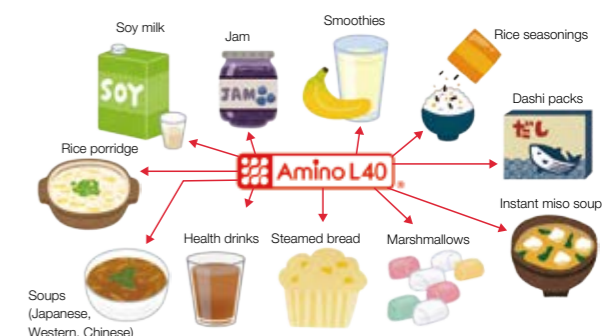 Soy milk
Jam
Smoothies
Rice seasonings
SOY
JAM
Dashi packs
だし
Rice porridge
Amino L40®
Instant miso soup
Health drinks
Steamed bread
Marshmallows
Soups
(Japanese,
Western, Chinese)